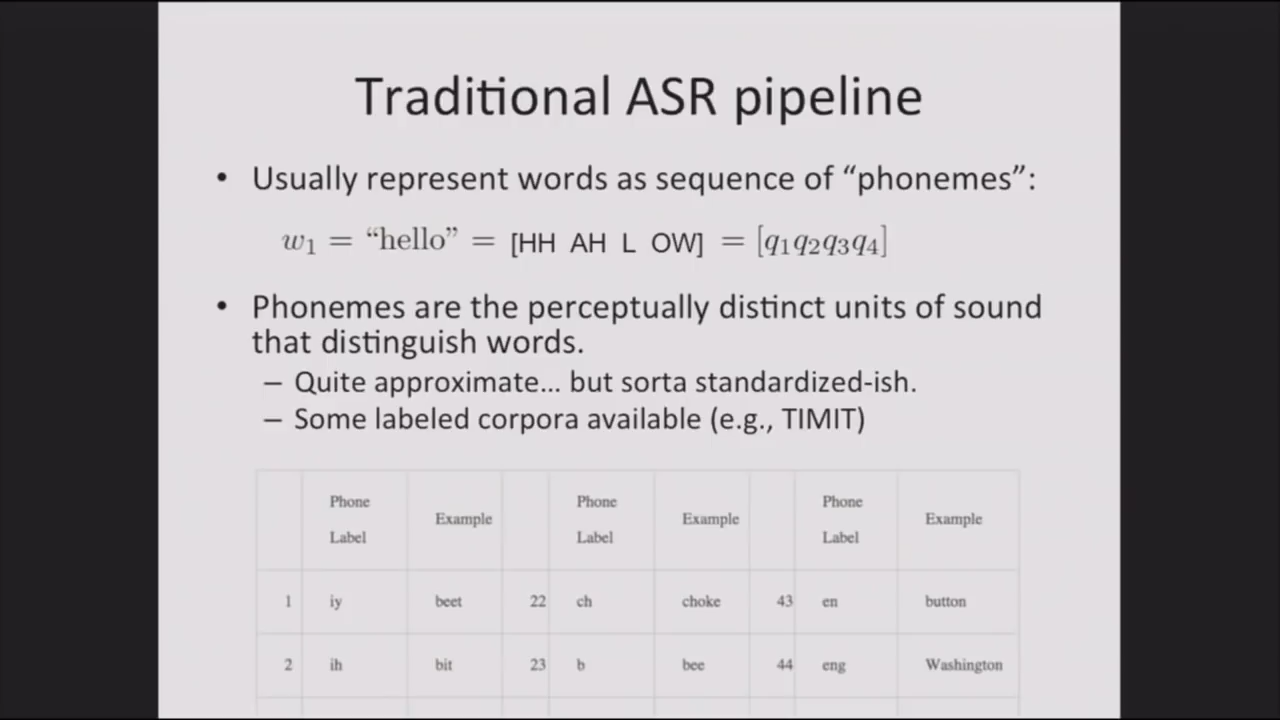 Traditional ASR pipeline
• Usually represent words as sequence of “phonemes”:
w₁ = “hello” = [HH AH L OW] = [q₁q₂q₃q₄]
• Phonemes are the perceptually distinct units of sound
that distinguish words.
– Quite approximate... but sorta standardized-ish.
– Some labeled corpora available (e.g., TIMIT)
Phone Label Example Phone Label Example Phone Label Example
1 iy beet 22 ch choke 43 en button
2 ih bit 23 b bee 44 eng Washington